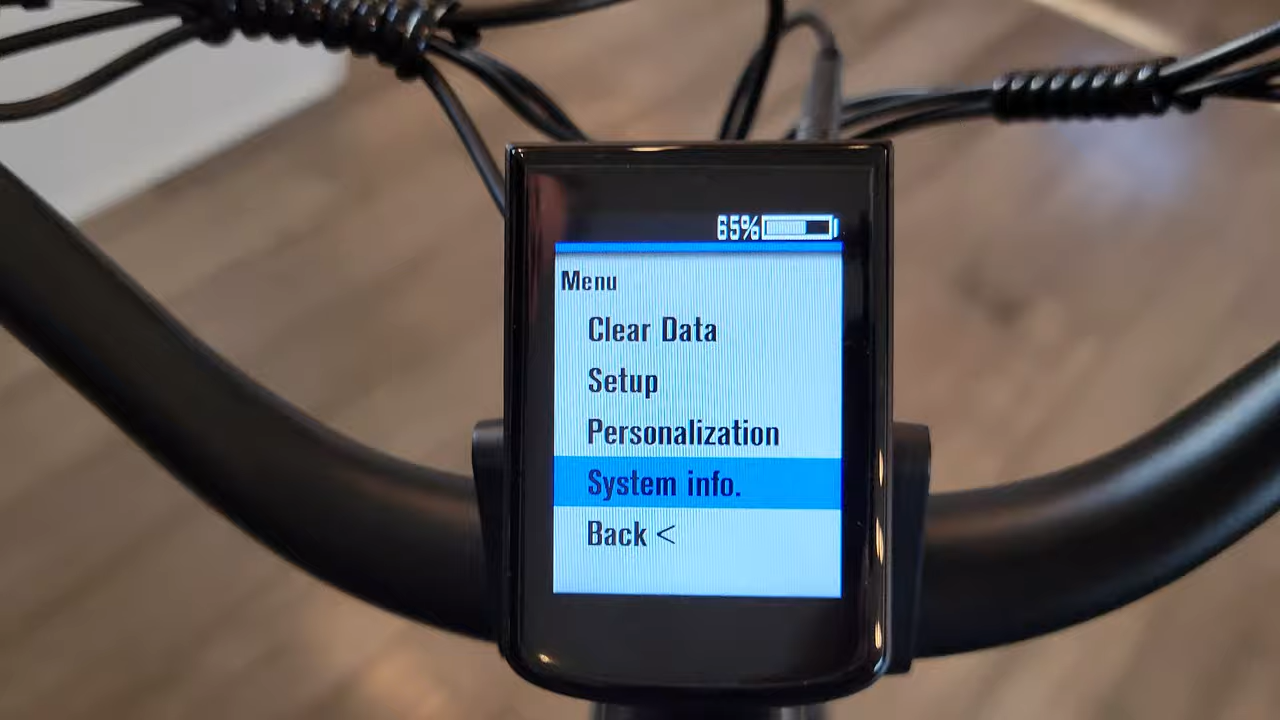 65%
Menu
Clear Data
Setup
Personalization
System info.
Back <